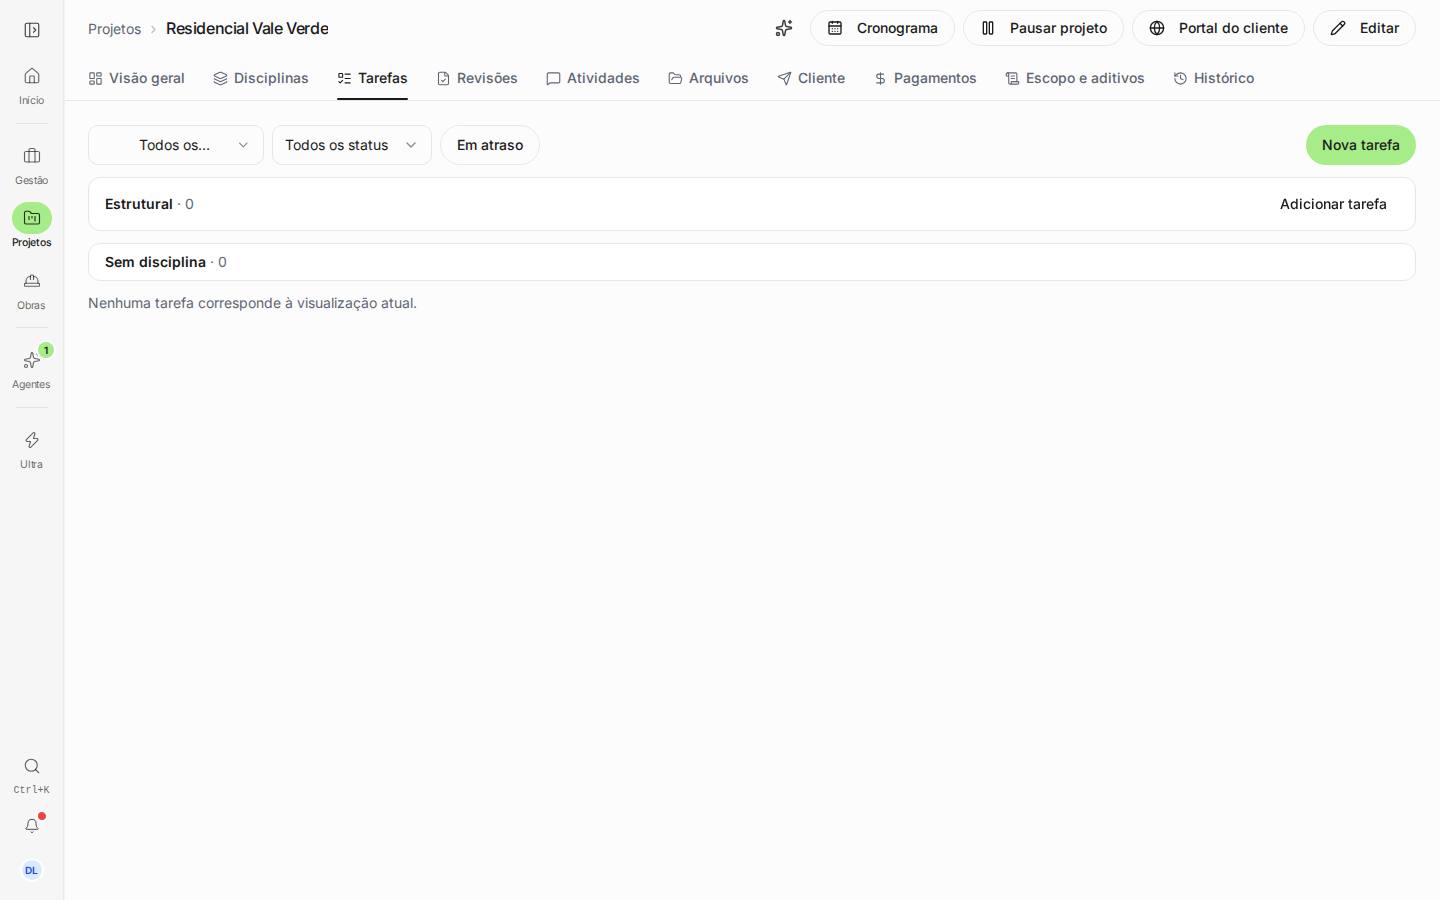 Projetos
Residencial Vale Verde
Cronograma
Pausar projeto
Portal do cliente
Editar
Visão geral
Disciplinas
Tarefas
Revisões
Atividades
Arquivos
Cliente
Pagamentos
Escopo e aditivos
Histórico
Todos os...
Todos os status
Em atraso
Nova tarefa
Estrutural · 0
Adicionar tarefa
Sem disciplina · 0
Nenhuma tarefa corresponde à visualização atual.
Início
Gestão
Projetos
Obras
1
Agentes
Ultra
Ctrl+K
DL